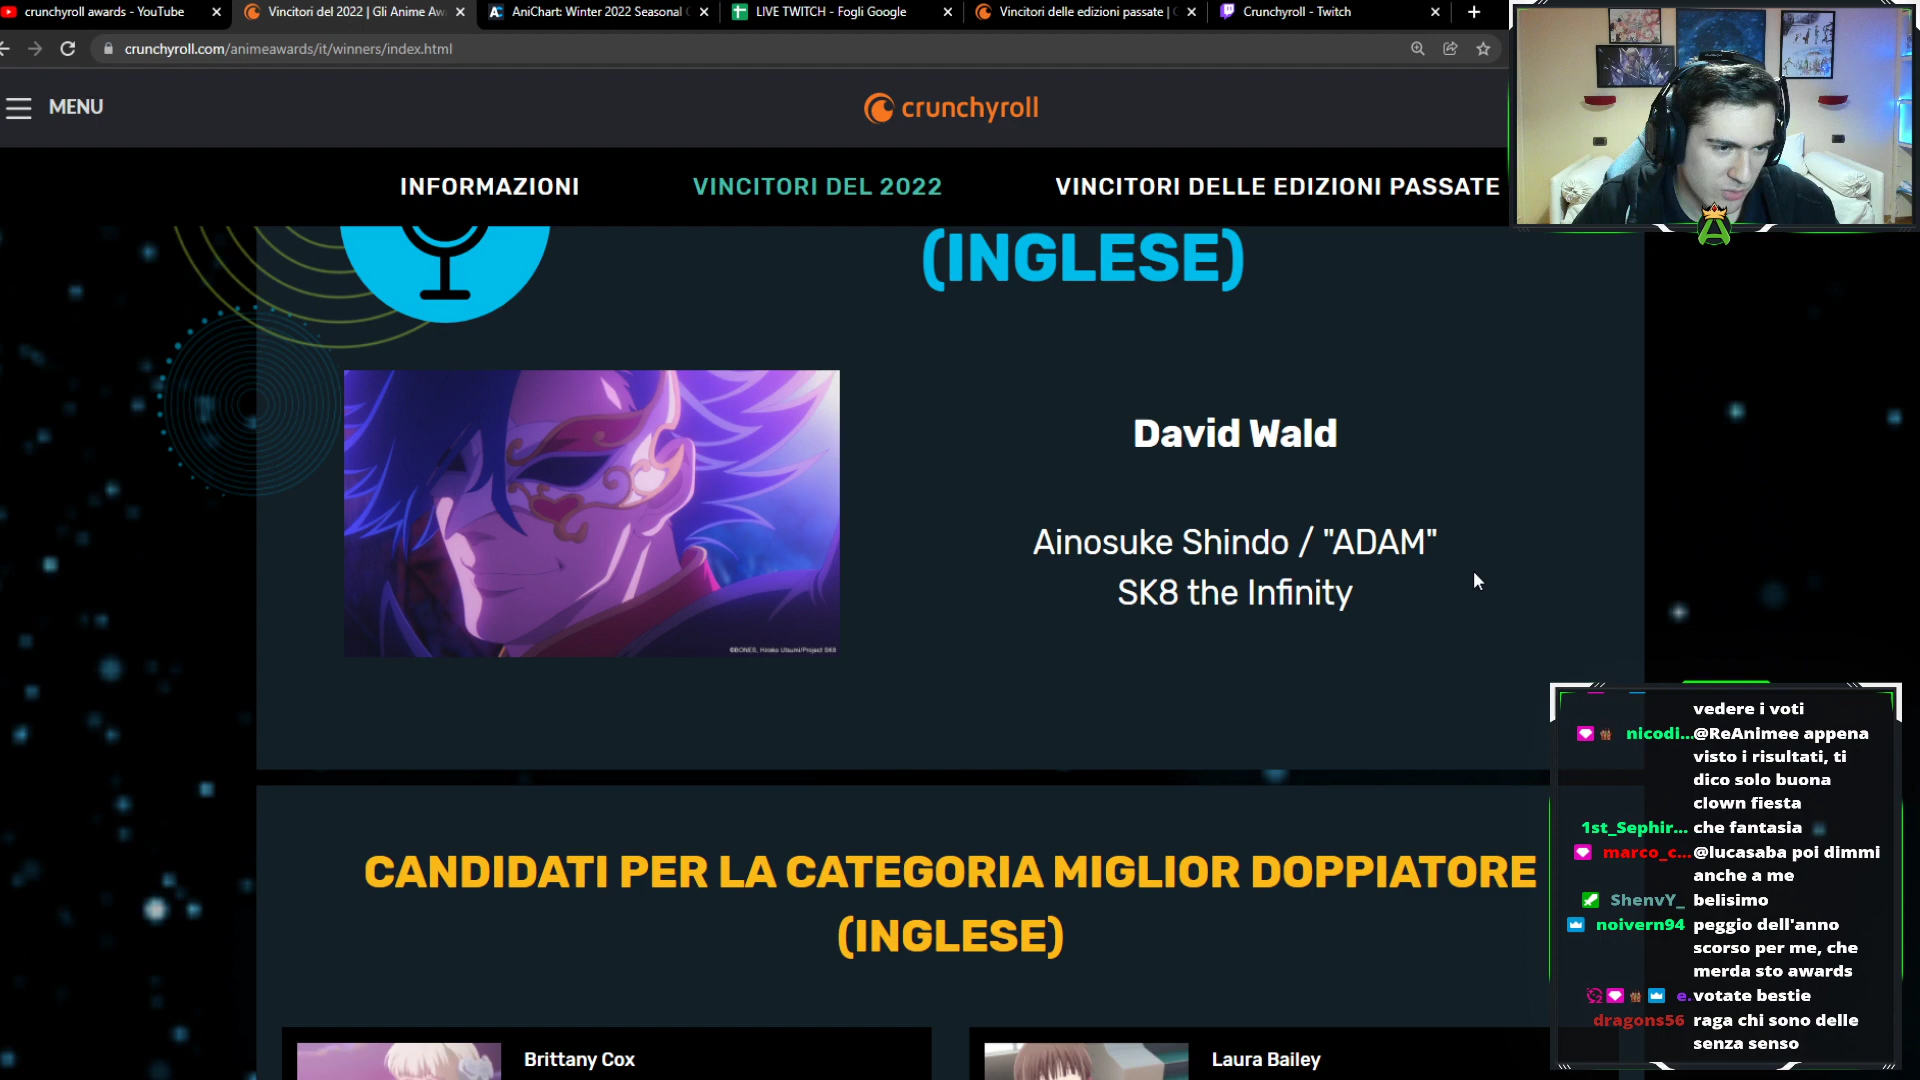 crunchyroll awards - YouTube
Vincitori del 2022 | Gli Anime Aw
AniChart: Winter 2022 Seasonal
LIVE TWITCH - Fogli Google
Vincitori delle edizioni passate |
Crunchyroll - Twitch
crunchyroll.com/animeawards/it/winners/index.html
MENU
crunchyroll
INFORMAZIONI
VINCITORI DEL 2022
VINCITORI DELLE EDIZIONI PASSATE
(INGLESE)
David Wald
Ainosuke Shindo / "ADAM"
SK8 the Infinity
©BONES, Hiroko Utsumi/Project SK8
CANDIDATI PER LA CATEGORIA MIGLIOR DOPPIATORE
(INGLESE)
Brittany Cox
Laura Bailey
vedere i voti
nicodi... @ReAnimee appena
visto i risultati, ti
dico solo buona
clown fiesta
1st_Sephir... che fantasia
marco_c... @lucasaba poi dimmi
anche a me
ShenvY_ belisimo
noivern94 peggio dell'anno
scorso per me, che
merda sto awards
e. votate bestie
dragons56 raga chi sono delle
senza senso